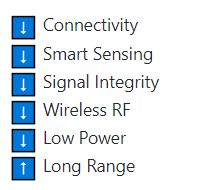 ↓ Connectivity
↓ Smart Sensing
↓ Signal Integrity
↓ Wireless RF
↓ Low Power
↑ Long Range